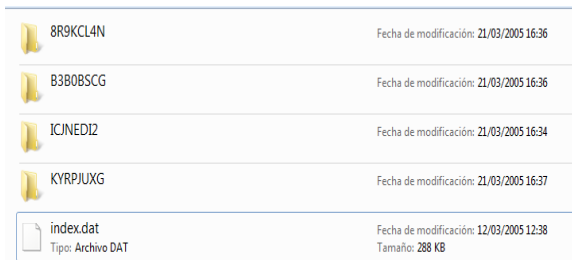 8R9KCL4N Fecha de modificación: 21/03/2005 16:36
B3B0BSCG Fecha de modificación: 21/03/2005 16:36
ICJNEDI2 Fecha de modificación: 21/03/2005 16:34
KYRPJUXG Fecha de modificación: 21/03/2005 16:37
index.dat Fecha de modificación: 12/03/2005 12:38
Tipo: Archivo DAT Tamaño: 288 KB